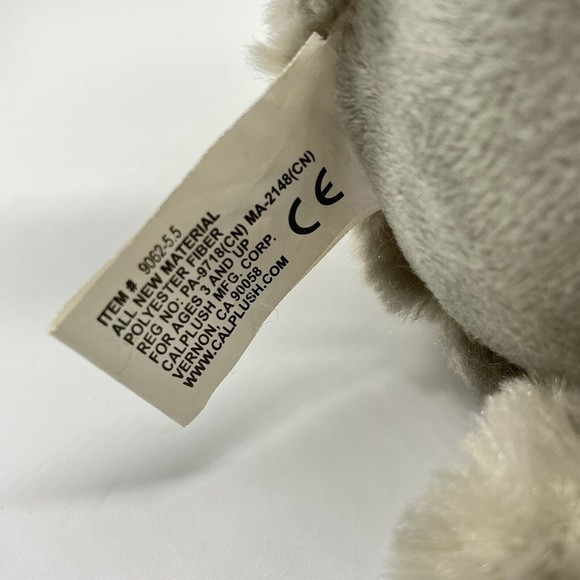 ITEM # 9062-5.5
ALL NEW MATERIAL
POLYESTER FIBER
REG NO: PA-9718(CN) MA-2148(CN)
FOR AGES 3 AND UP
CALPLUSH MFG. CORP.
VERNON, CA 90058
WWW.CALPLUSH.COM
CE